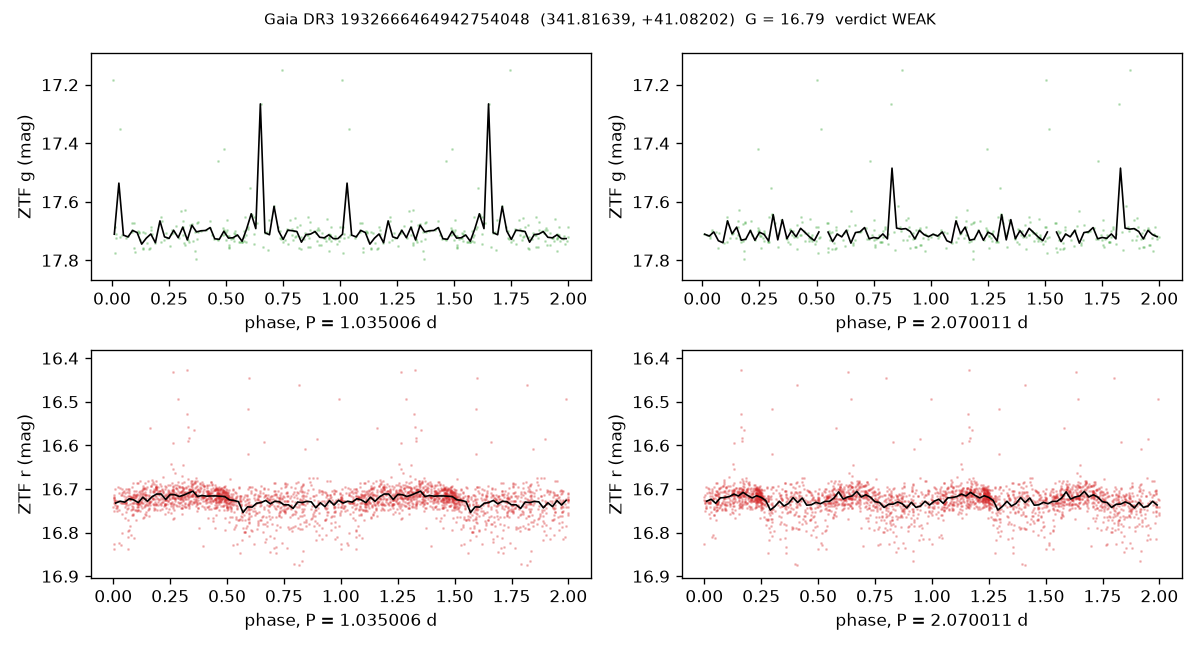 Gaia DR3 1932666464942754048  (341.81639, +41.08202)  G = 16.79  verdict WEAK
ZTF g (mag)
17.2
17.4
17.6
17.8
0.00 0.25 0.50 0.75 1.00 1.25 1.50 1.75 2.00
phase, P = 1.035006 d
ZTF g (mag)
17.2
17.4
17.6
17.8
0.00 0.25 0.50 0.75 1.00 1.25 1.50 1.75 2.00
phase, P = 2.070011 d
ZTF r (mag)
16.4
16.5
16.6
16.7
16.8
16.9
0.00 0.25 0.50 0.75 1.00 1.25 1.50 1.75 2.00
phase, P = 1.035006 d
ZTF r (mag)
16.4
16.5
16.6
16.7
16.8
16.9
0.00 0.25 0.50 0.75 1.00 1.25 1.50 1.75 2.00
phase, P = 2.070011 d